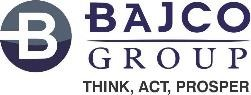 B BAJCO
GROUP
THINK, ACT, PROSPER